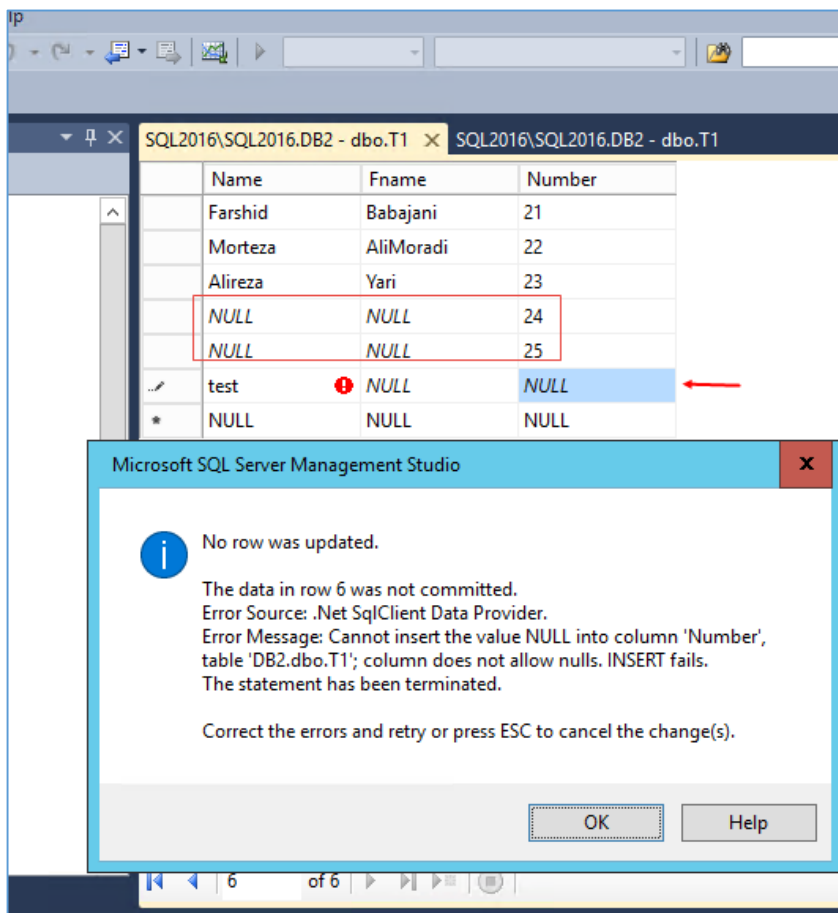 lp
SQL2016\SQL2016.DB2 - dbo.T1 SQL2016\SQL2016.DB2 - dbo.T1
Name Fname Number
Farshid Babajani 21
Morteza AliMoradi 22
Alireza Yari 23
NULL NULL 24
NULL NULL 25
test NULL NULL
NULL NULL NULL
Microsoft SQL Server Management Studio
No row was updated.
The data in row 6 was not committed.
Error Source: .Net SqlClient Data Provider.
Error Message: Cannot insert the value NULL into column 'Number',
table 'DB2.dbo.T1'; column does not allow nulls. INSERT fails.
The statement has been terminated.
Correct the errors and retry or press ESC to cancel the change(s).
OK Help
6 of 6